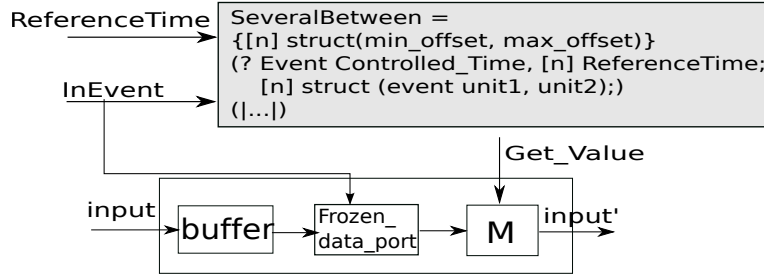 ReferenceTime
SeveralBetween =
{[n] struct(min_offset, max_offset)}
(? Event Controlled_Time, [n] ReferenceTime;
[n] struct (event unit1, unit2);)
(|...|)
InEvent
Get_Value
input
buffer
Frozen_
data_port
M
input'